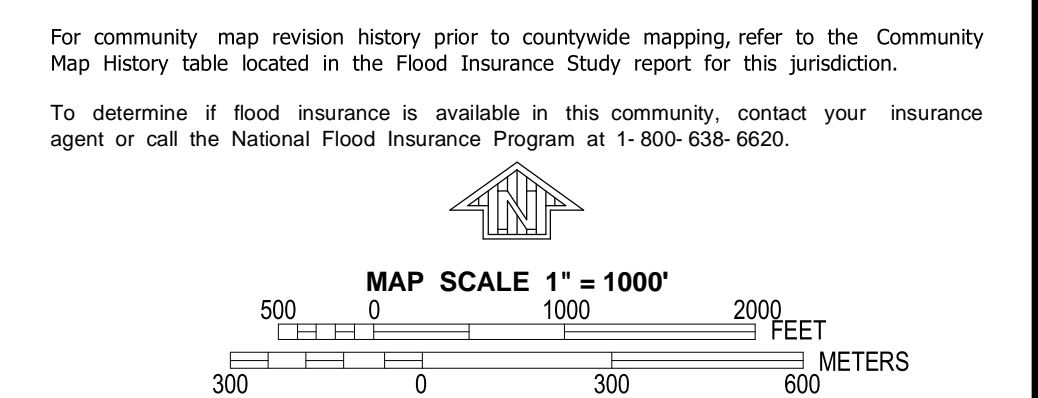 For community map revision history prior to countywide mapping, refer to the Community
Map History table located in the Flood Insurance Study report for this jurisdiction.
To determine if flood insurance is available in this community, contact your insurance
agent or call the National Flood Insurance Program at 1- 800- 638- 6620.
N
MAP SCALE 1" = 1000'
500 0 1000 2000
FEET
METERS
300 0 300 600